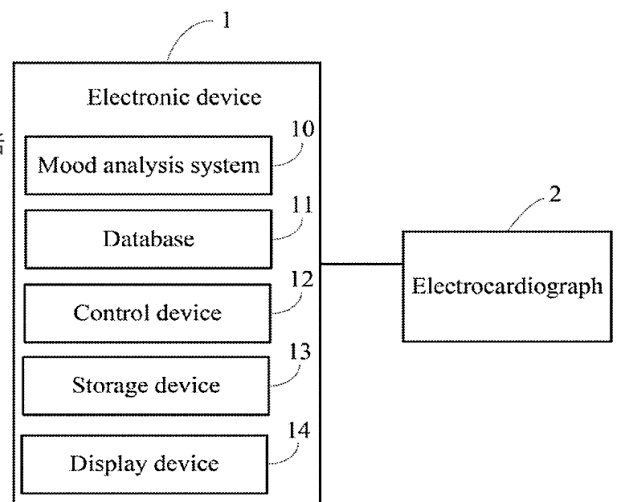 1
Electronic device
10
Mood analysis system
11
Database
2
Electrocardiograph
12
Control device
13
Storage device
14
Display device